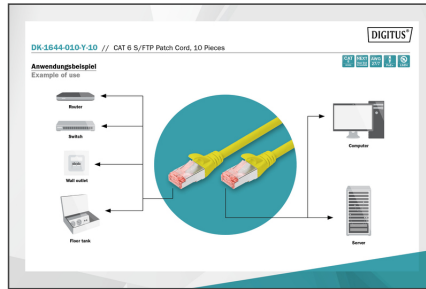 DIGITUS®
DK-1644-010-Y-10 // CAT 6 S/FTP Patch Cord, 10 Pieces
Anwendungsbeispiel
Example of use
Router
Switch
Wall outlet
Floor tank
Computer
Server